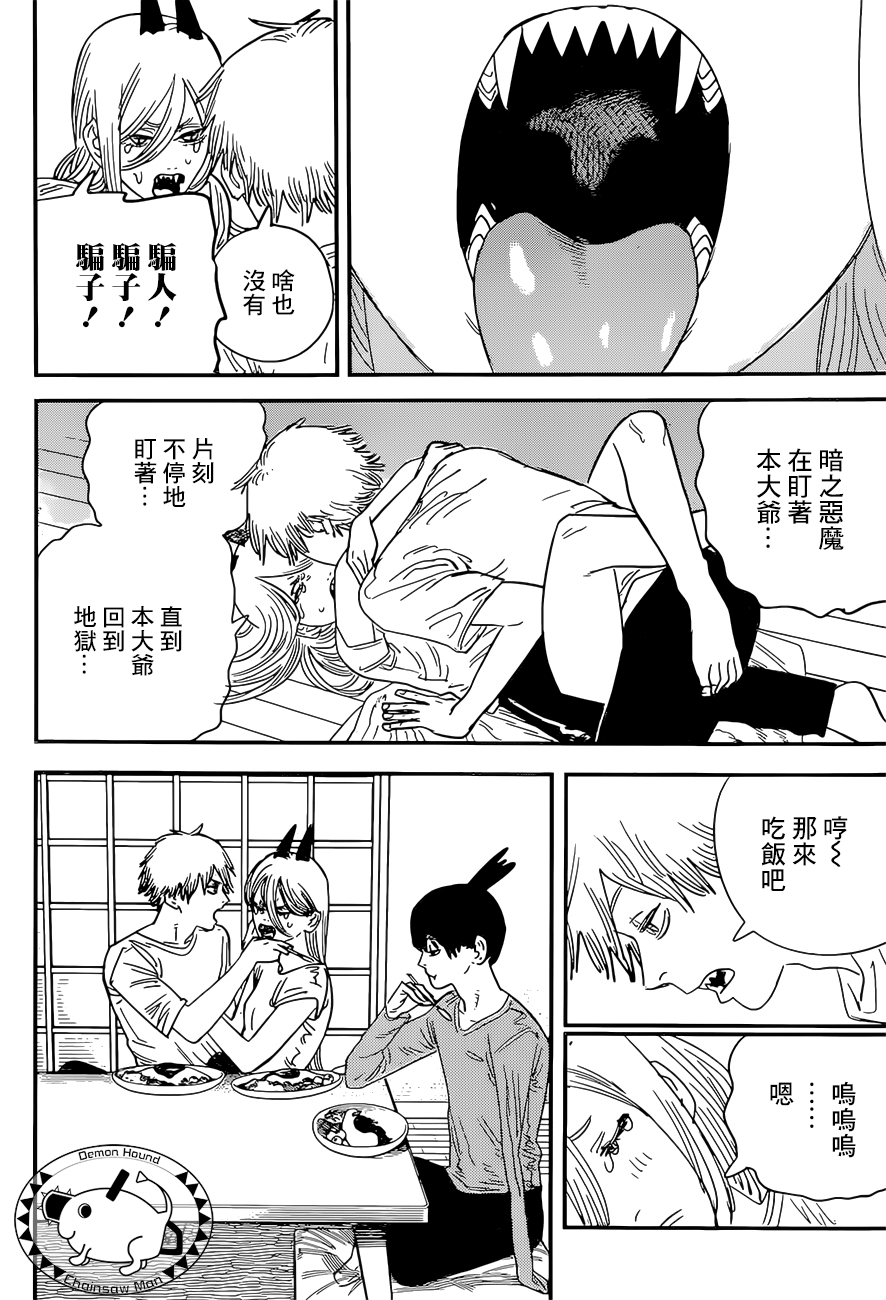 啥也
沒有
騙人！
騙子！
騙子！
暗之惡魔
在盯著
本大爺…
片刻
不停地
盯著…
直到
本大爺
回到
地獄…
哼~
那來
吃飯吧
嗚嗚嗚
……
嗯
Demon Hound
Chainsaw Man